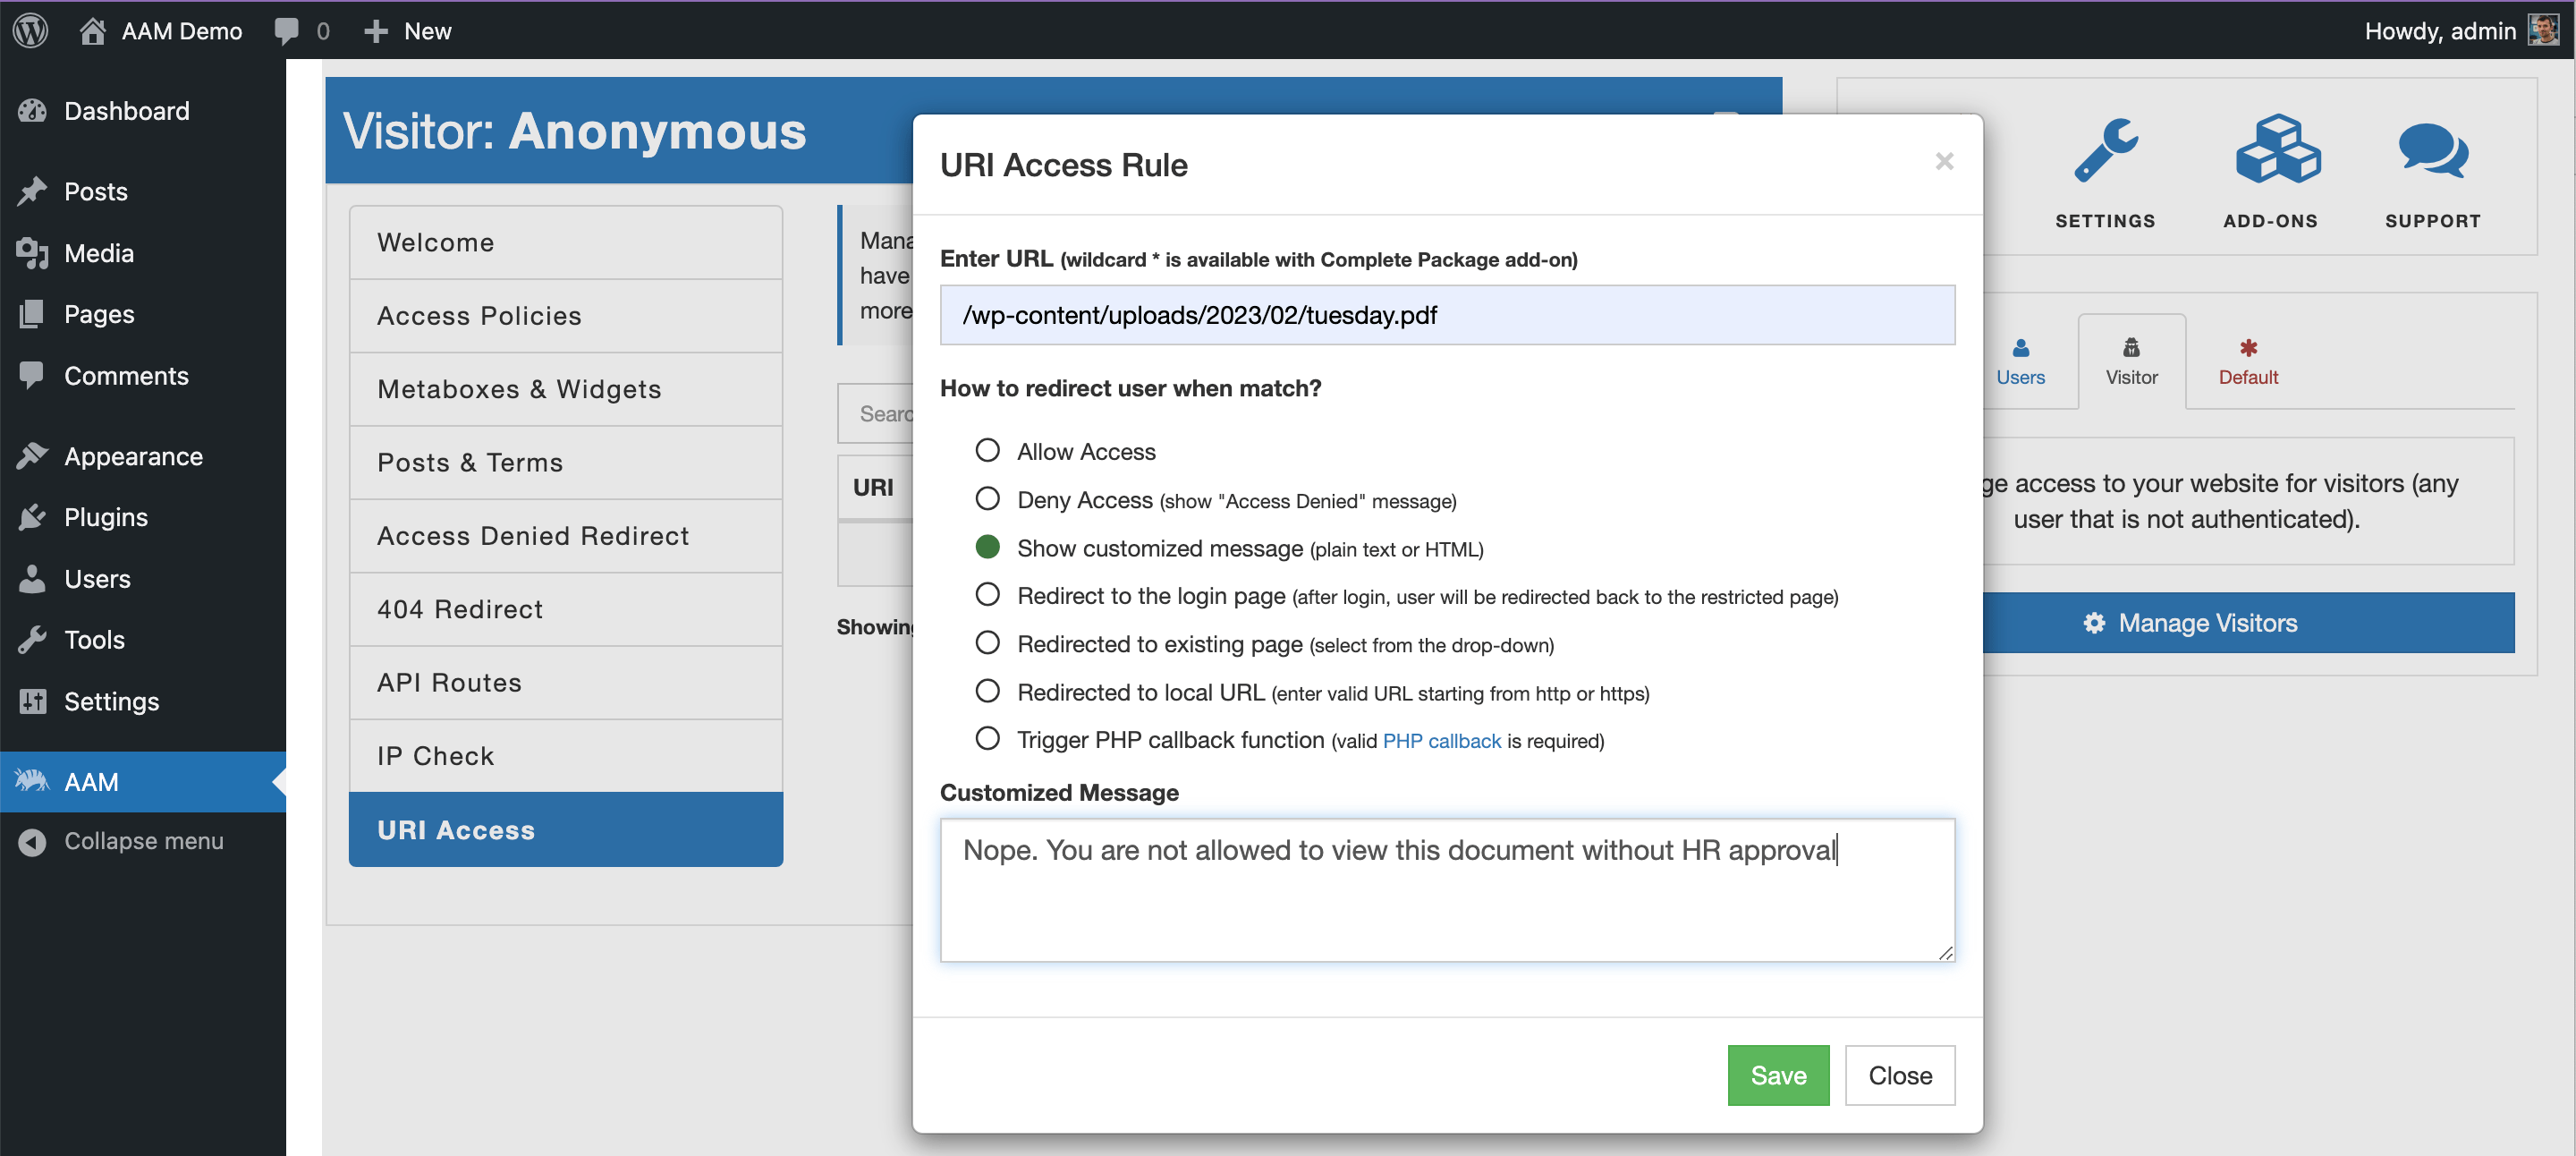 AAM Demo 0 New Howdy, admin
Dashboard
Posts
Media
Pages
Comments
Appearance
Plugins
Users
Tools
Settings
AAM
Collapse menu
Visitor: Anonymous
Welcome
Access Policies
Metaboxes & Widgets
Posts & Terms
Access Denied Redirect
404 Redirect
API Routes
IP Check
URI Access
have
more
URI
URI Access Rule
×
Enter URL (wildcard * is available with Complete Package add-on)
/wp-content/uploads/2023/02/tuesday.pdf
How to redirect user when match?
Allow Access
Deny Access (show "Access Denied" message)
Show customized message (plain text or HTML)
Redirect to the login page (after login, user will be redirected back to the restricted page)
Redirected to existing page (select from the drop-down)
Redirected to local URL (enter valid URL starting from http or https)
Trigger PHP callback function (valid PHP callback is required)
Customized Message
Nope. You are not allowed to view this document without HR approval
Save Close
SETTINGS ADD-ONS SUPPORT
Users Visitor Default
access to your website for visitors (any
user that is not authenticated).
Manage Visitors